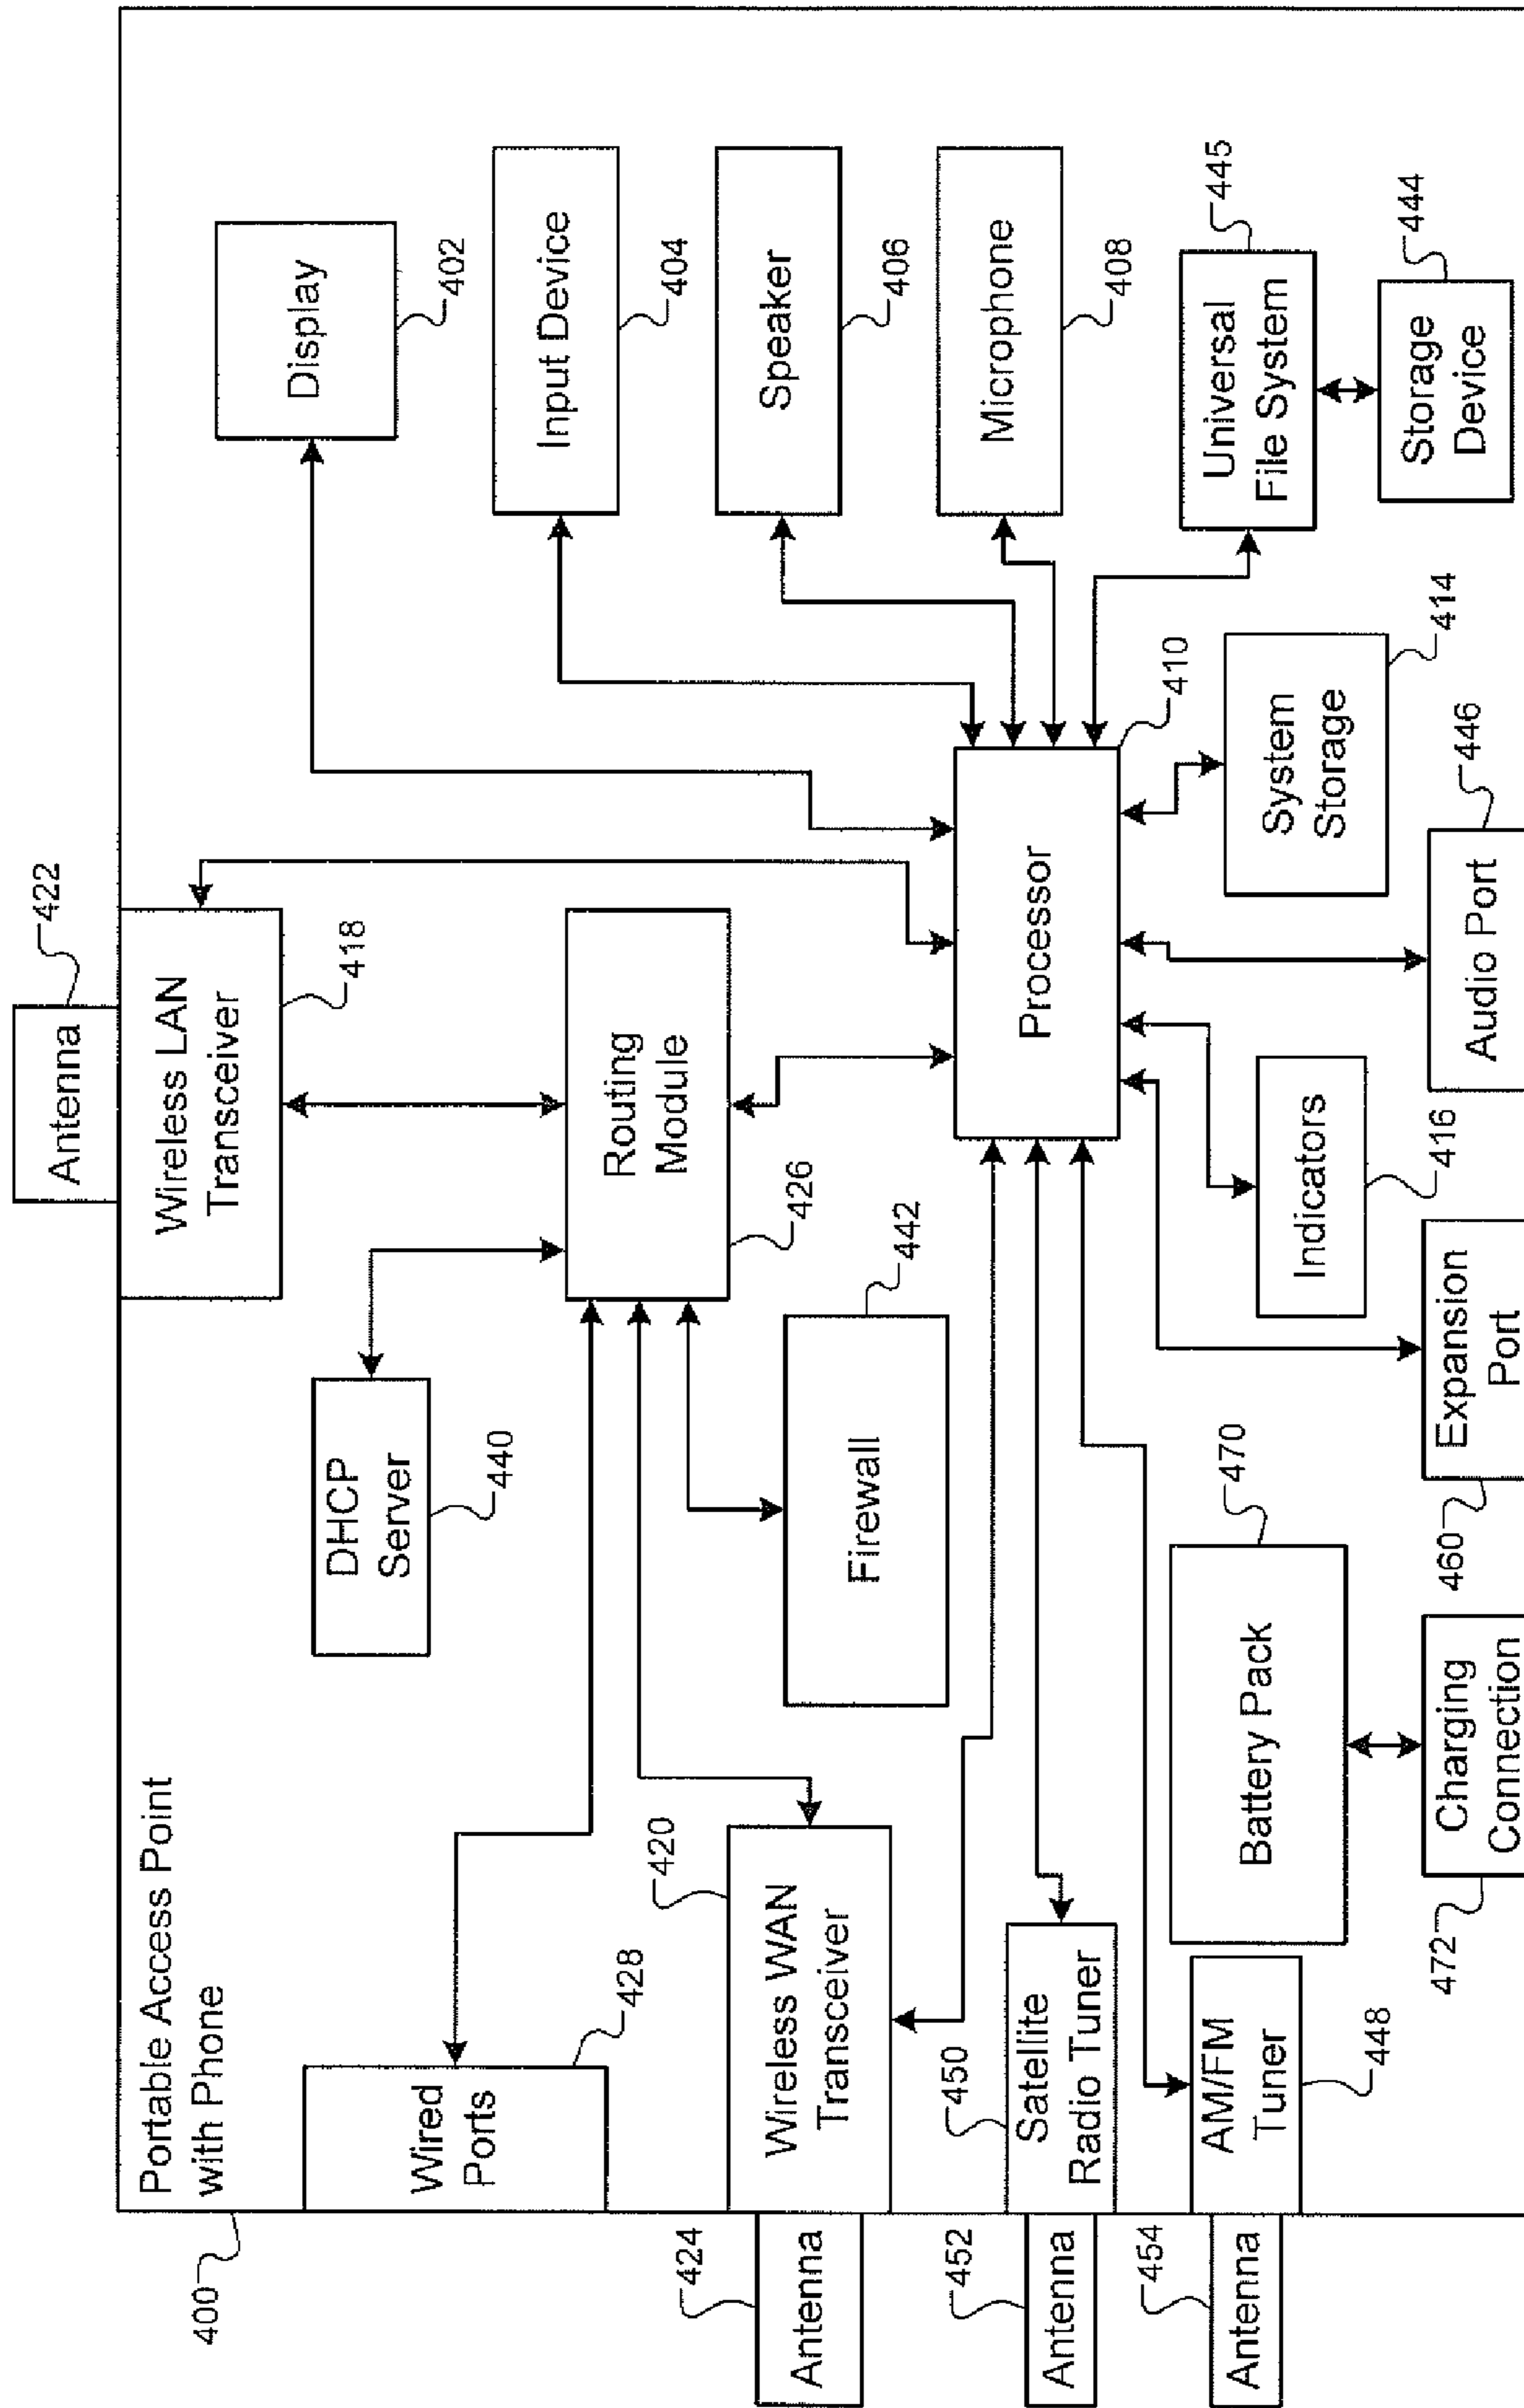 Portable Access Point
with Phone
400
Antenna
422
Wireless LAN
Transceiver
418
Display
402
DHCP
Server
440
Wired
Ports
428
Routing
Module
426
Input Device
404
Speaker
406
Firewall
442
424
Antenna
420
Wireless WAN
Transceiver
Processor
410
Microphone
408
452
Antenna
450
Satellite
Radio Tuner
454
Antenna
AM/FM
Tuner
448
Battery Pack
470
Indicators
416
System
Storage
414
Universal
File System
445
Storage
Device
444
472
Charging
Connection
460
Expansion
Port
Audio Port
446